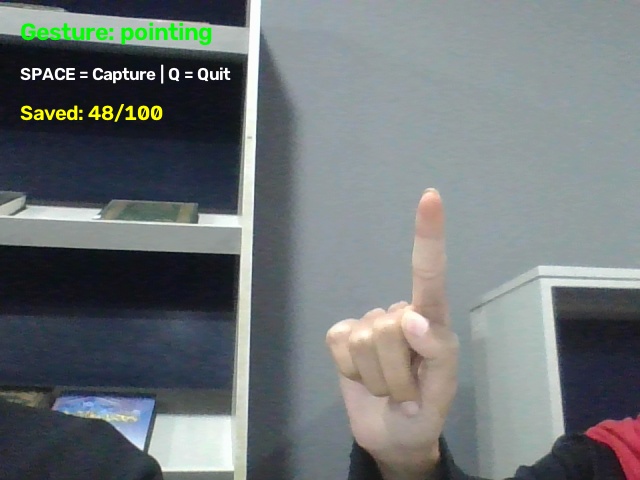 Gesture: pointing
SPACE = Capture | Q = Quit
Saved: 48/100